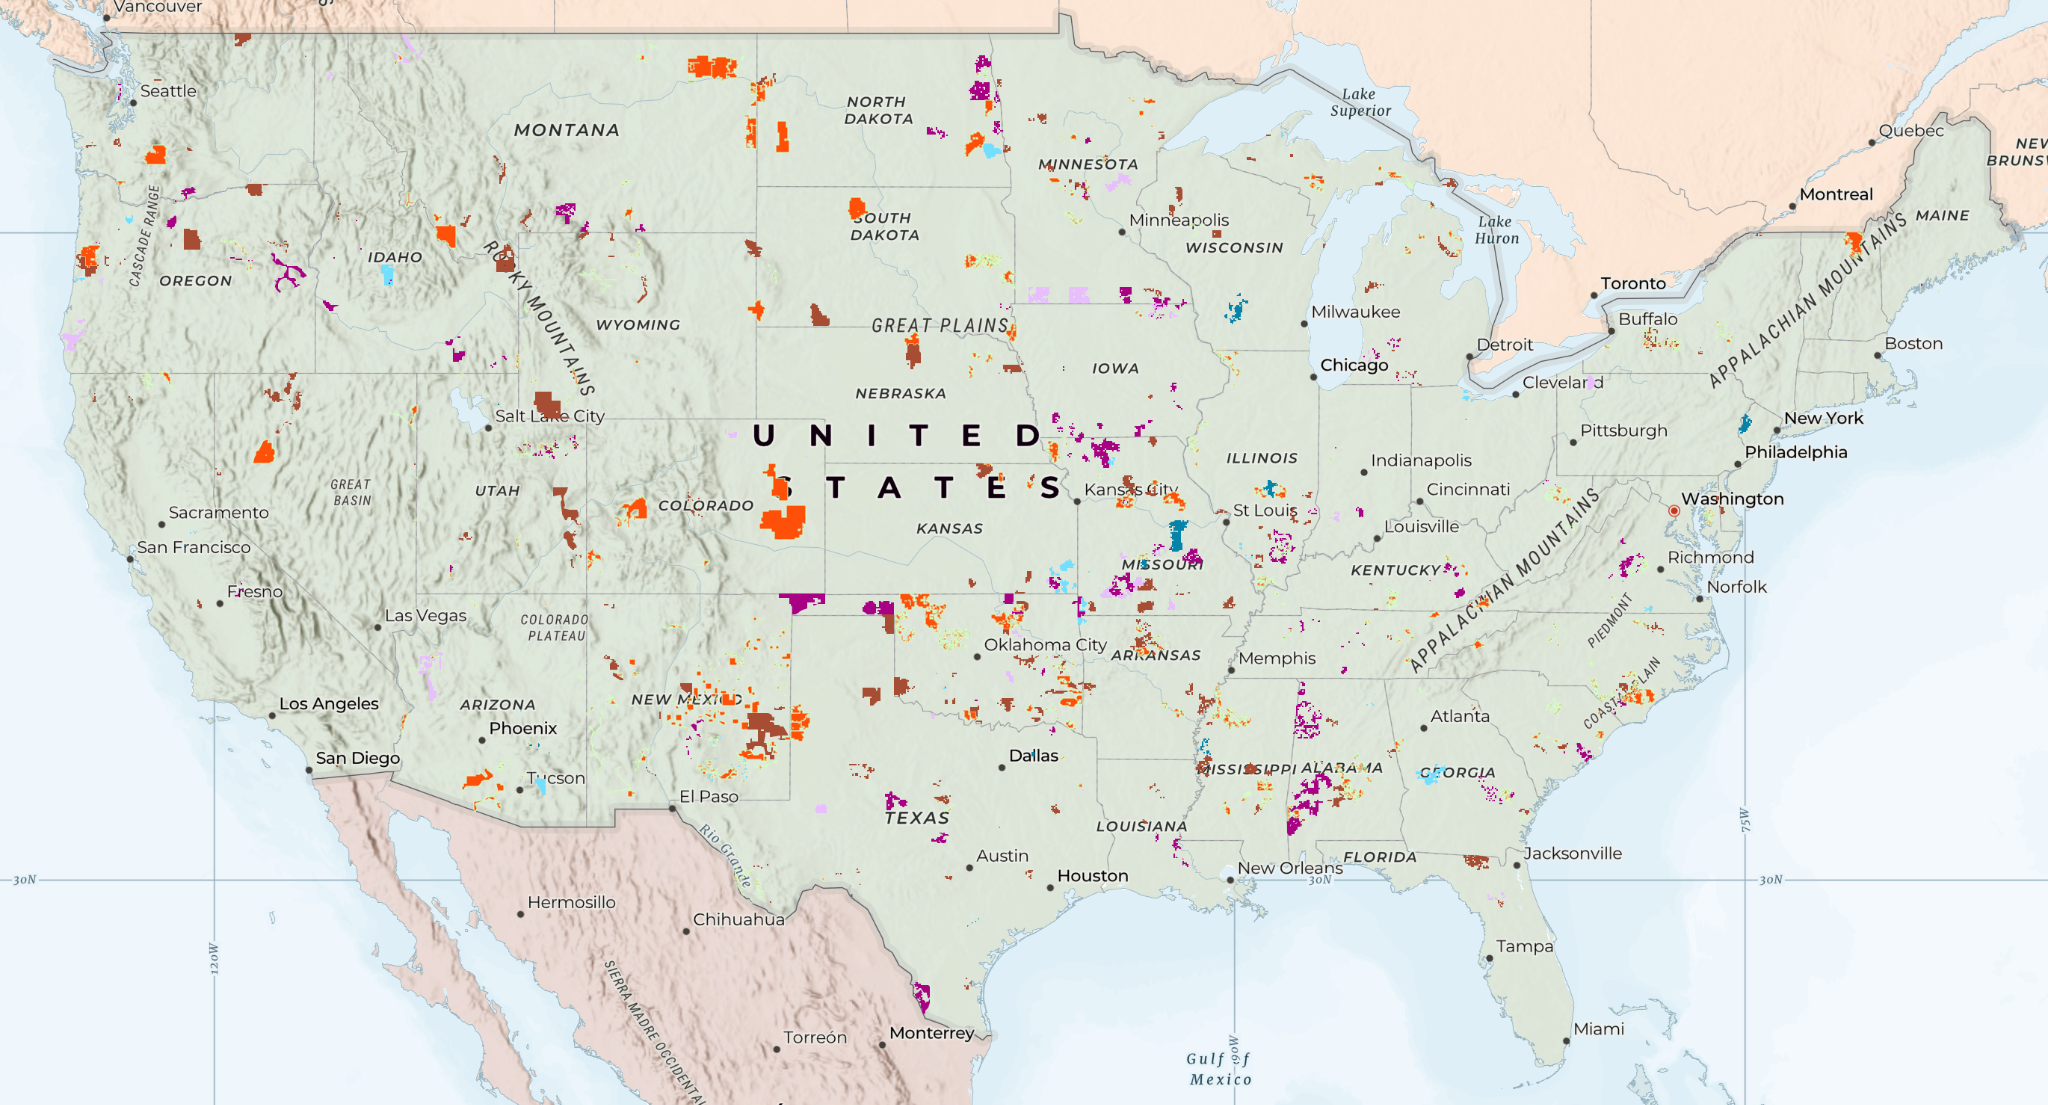 Vancouver
Seattle
MONTANA
NORTH
DAKOTA
Lake
Superior
Quebec
NEW
BRUNSW
MINNESOTA
Montreal
CASCADE RANGE
SOUTH
DAKOTA
Minneapolis
WISCONSIN
Lake
Huron
MAINE
IDAHO
OREGON
ROCKY MOUNTAINS
Toronto
APPALACHIAN MOUNTAINS
WYOMING
GREAT PLAINS
Milwaukee
Buffalo
Detroit
Boston
Chicago
IOWA
Cleveland
NEBRASKA
Salt Lake City
New York
UNITED
STATES
Pittsburgh
Philadelphia
ILLINOIS
Indianapolis
GREAT
BASIN
UTAH
COLORADO
Kansas City
Cincinnati
Washington
Sacramento
St Louis
KANSAS
Louisville
San Francisco
MISSOURI
KENTUCKY
APPALACHIAN MOUNTAINS
Richmond
Fresno
Norfolk
Las Vegas
COLORADO
PLATEAU
PIEDMONT
Oklahoma City
ARKANSAS
Memphis
Los Angeles
ARIZONA
NEW MEXICO
COASTAL PLAIN
Phoenix
Atlanta
San Diego
Dallas
MISSISSIPPI
ALABAMA
GEORGIA
Tucson
El Paso
TEXAS
LOUISIANA
75W
Rio Grande
Austin
FLORIDA
Jacksonville
Houston
New Orleans
30N
30N
30N
Hermosillo
Chihuahua
120W
Tampa
SIERRA MADRE OCCIDENTAL
Miami
Torreón
Monterrey
90W
Gulf of
Mexico